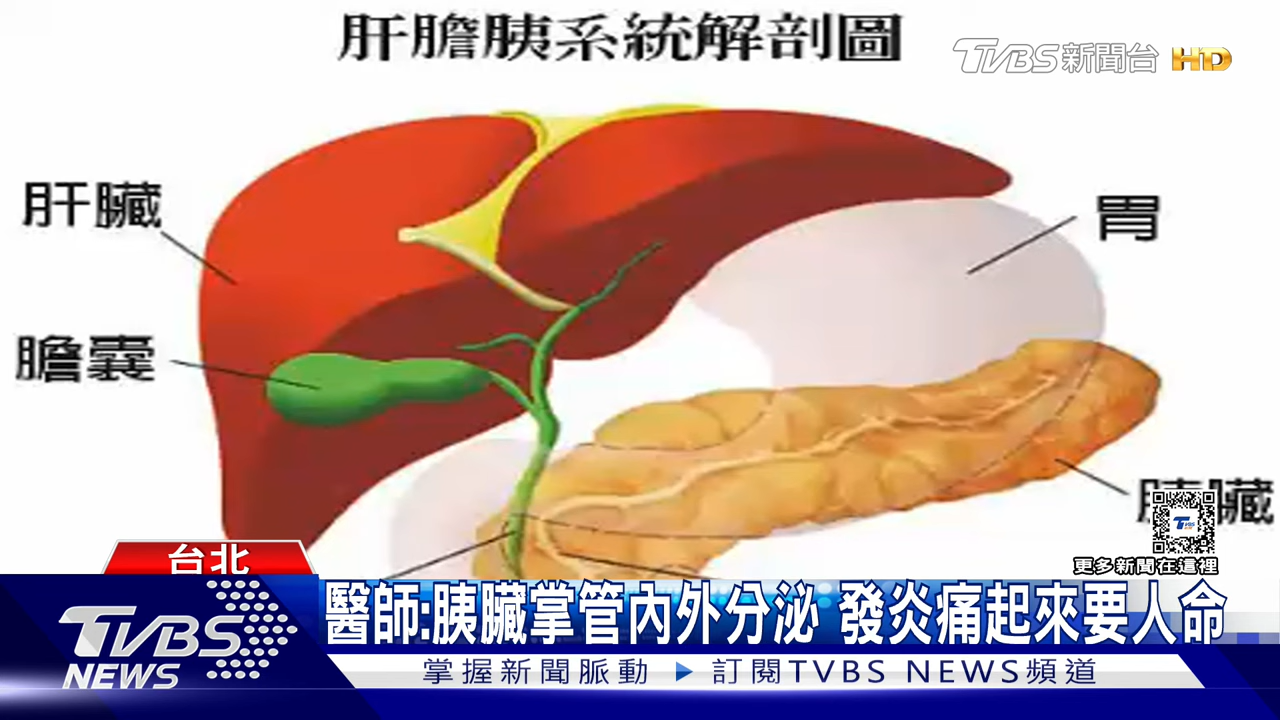 肝膽胰系統解剖圖
TVBS新聞台 HD
肝臟
胃
膽囊
胰臟
TVBS
更多新聞在這裡
台北
醫師:胰臟掌管內外分泌 發炎痛起來要人命
TVBS NEWS
掌握新聞脈動 ▶ 訂閱TVBS NEWS頻道